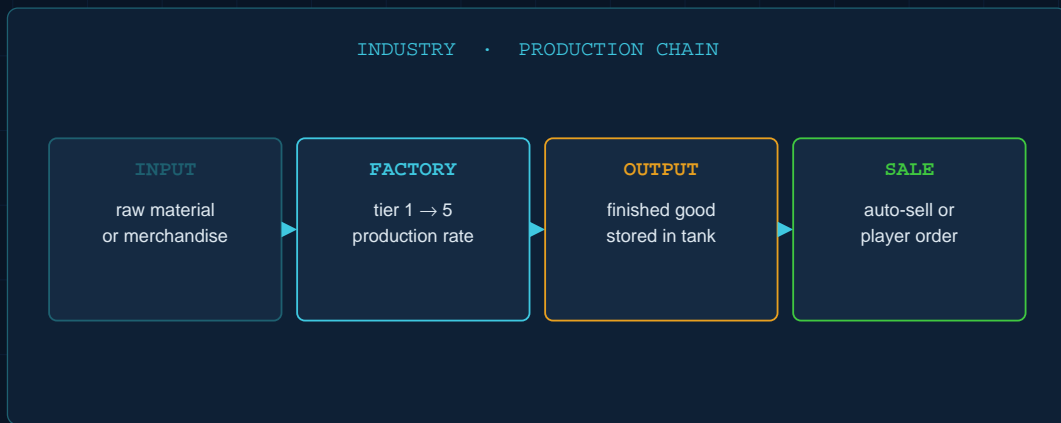 INDUSTRY · PRODUCTION CHAIN
INPUT
raw material
or merchandise
FACTORY
tier 1 → 5
production rate
OUTPUT
finished good
stored in tank
SALE
auto-sell or
player order